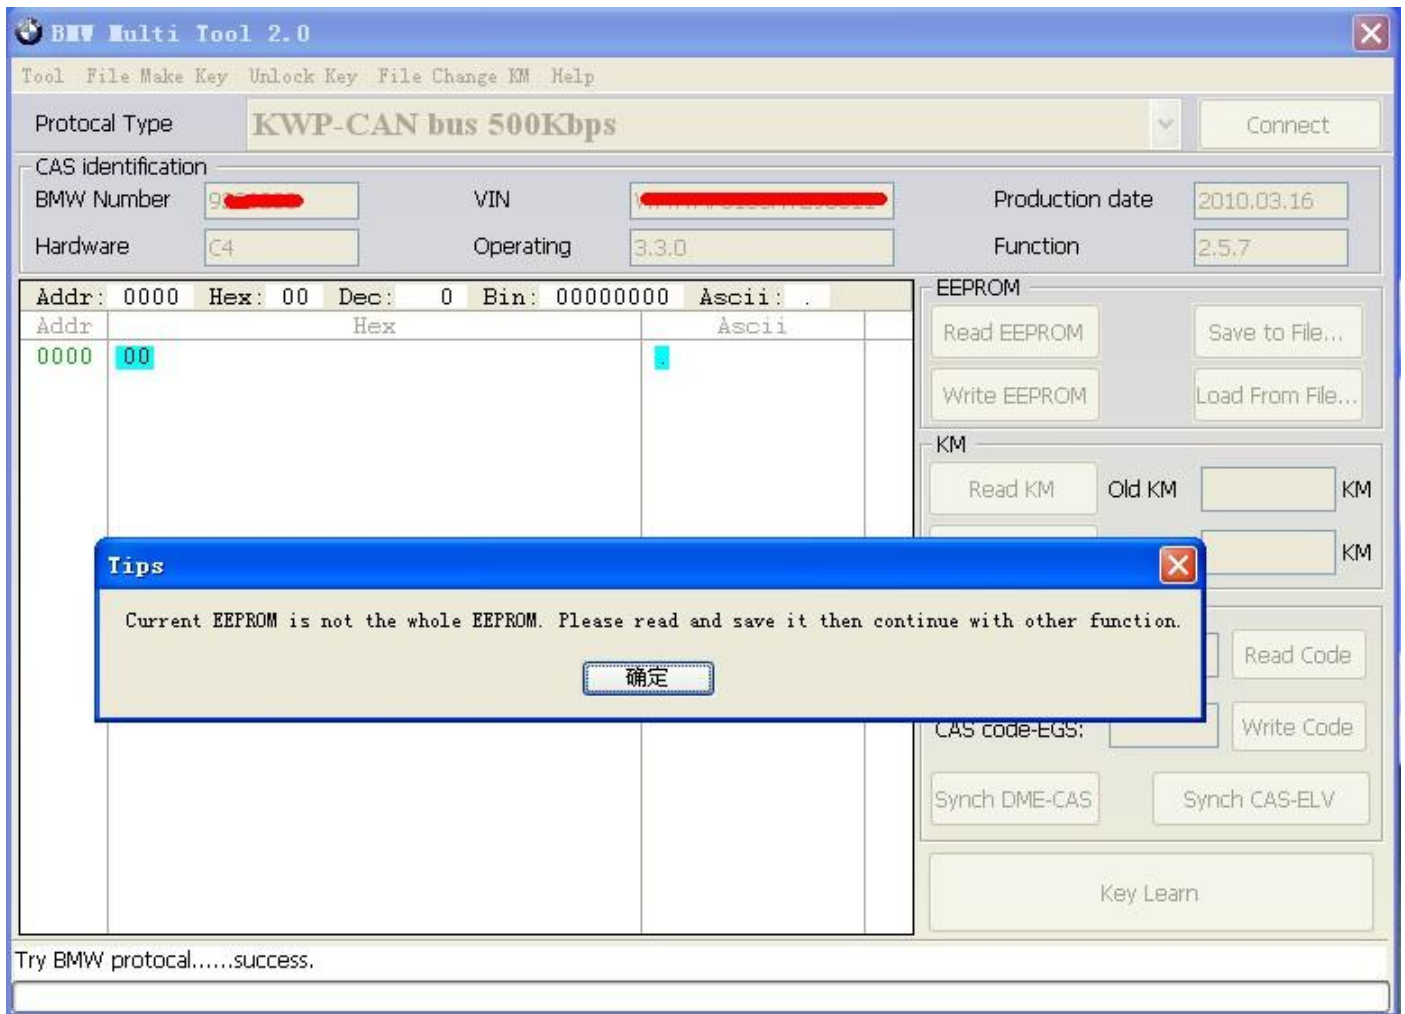 BMW Multi Tool 2.0
Tool File Make Key Unlock Key File Change KM Help
Protocal Type KWP-CAN bus 500Kbps Connect
CAS identification
BMW Number VIN Production date 2010.03.16
Hardware C4 Operating 3.3.0 Function 2.5.7
Addr: 0000 Hex: 00 Dec: 0 Bin: 00000000 Ascii: .
Addr Hex Ascii
0000 00 .
EEPROM
Read EEPROM Save to File...
Write EEPROM Load From File...
KM
Read KM Old KM KM
KM
Tips
Current EEPROM is not the whole EEPROM. Please read and save it then continue with other function.
确定
Read Code
CAS code-EGS: Write Code
Synch DME-CAS Synch CAS-ELV
Key Learn
Try BMW protocal......success.